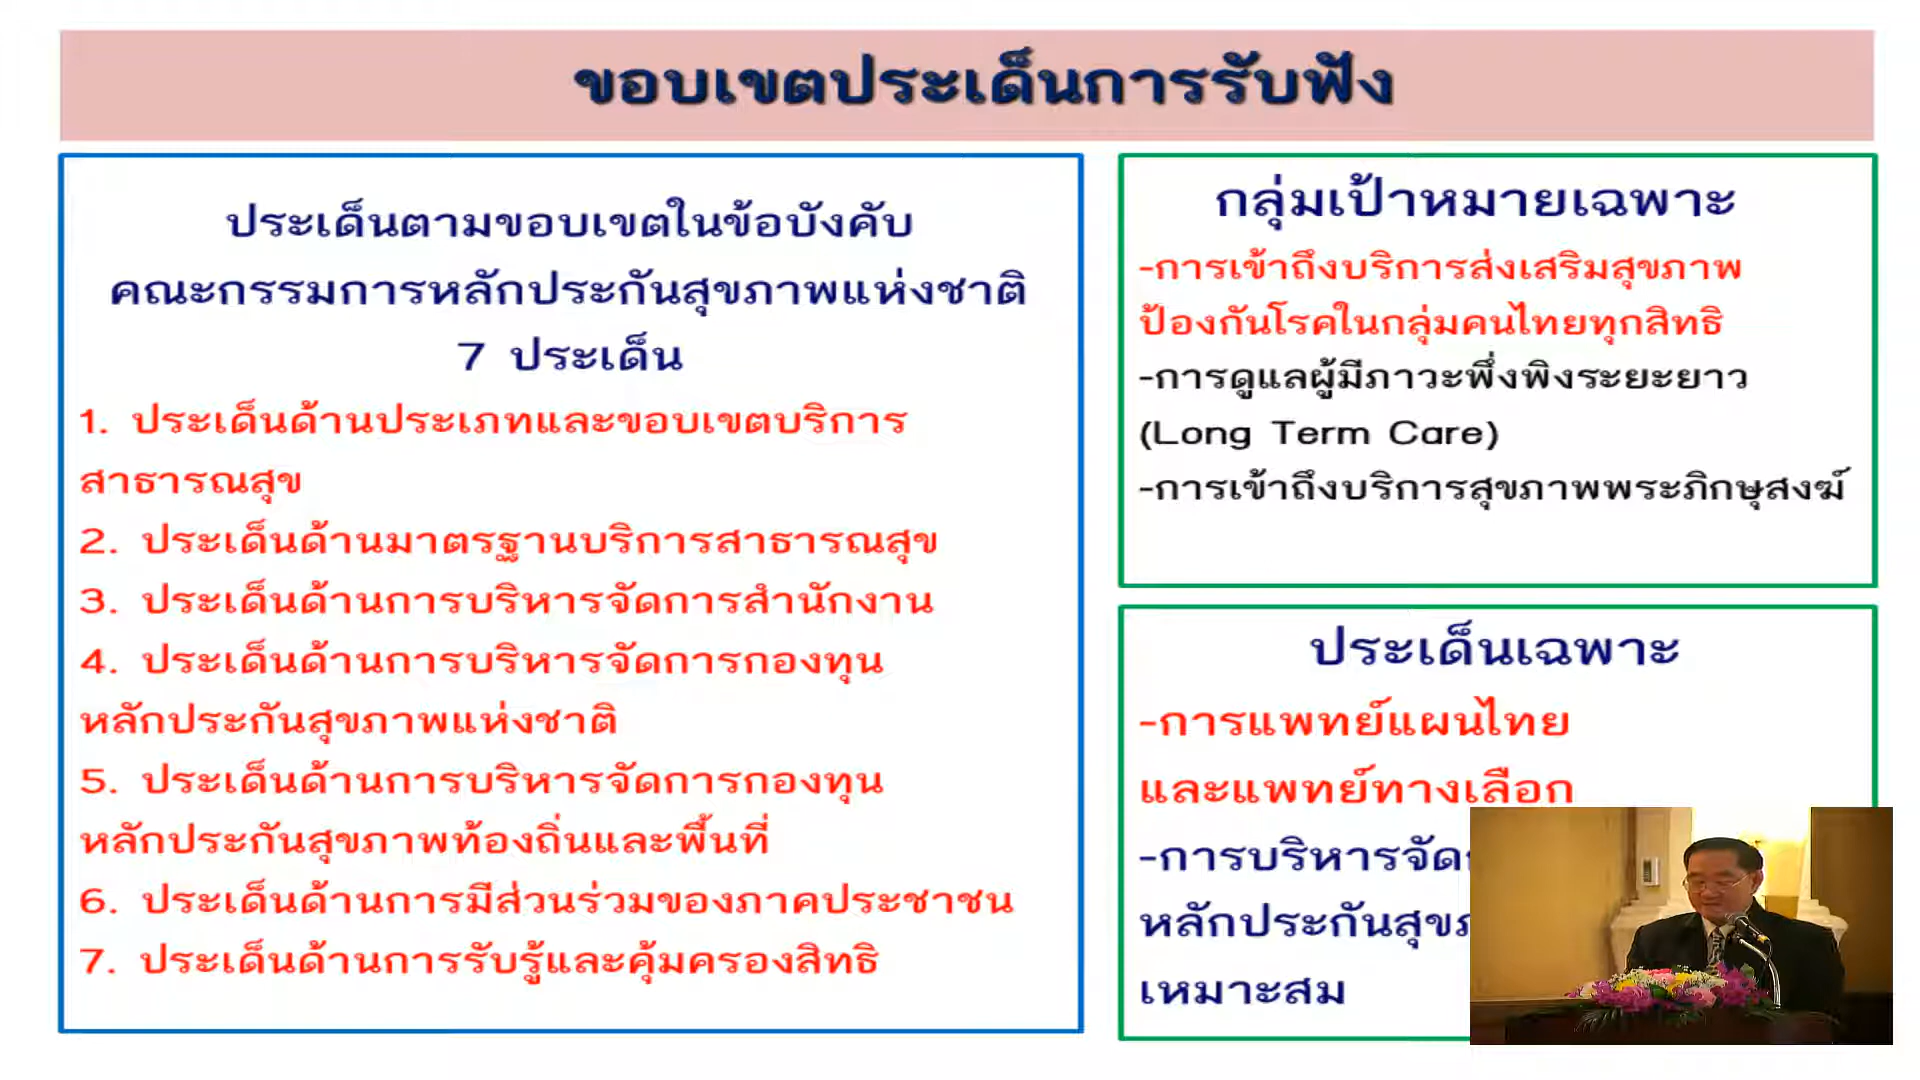 ขอบเขตประเด็นการรับฟัง
ประเด็นตามขอบเขตในข้อบังคับ
คณะกรรมการหลักประกันสุขภาพแห่งชาติ
7 ประเด็น
1. ประเด็นด้านประเภทและขอบเขตบริการ
สาธารณสุข
2. ประเด็นด้านมาตรฐานบริการสาธารณสุข
3. ประเด็นด้านการบริหารจัดการสำนักงาน
4. ประเด็นด้านการบริหารจัดการกองทุน
หลักประกันสุขภาพแห่งชาติ
5. ประเด็นด้านการบริหารจัดการกองทุน
หลักประกันสุขภาพท้องถิ่นและพื้นที่
6. ประเด็นด้านการมีส่วนร่วมของภาคประชาชน
7. ประเด็นด้านการรับรู้และคุ้มครองสิทธิ
กลุ่มเป้าหมายเฉพาะ
-การเข้าถึงบริการส่งเสริมสุขภาพ
ป้องกันโรคในกลุ่มคนไทยทุกสิทธิ
-การดูแลผู้มีภาวะพึ่งพิงระยะยาว
(Long Term Care)
-การเข้าถึงบริการสุขภาพพระภิกษุสงฆ์
ประเด็นเฉพาะ
-การแพทย์แผนไทย
และแพทย์ทางเลือก
-การบริหารจัด
หลักประกันสุข
เหมาะสม